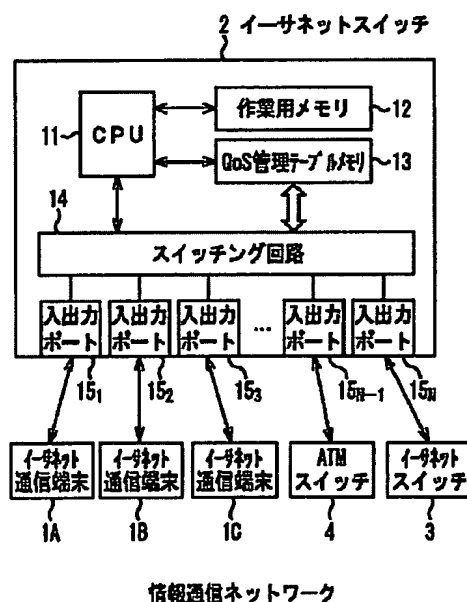 2 イーサネットスイッチ
11
CPU
作業用メモリ
12
QoS管理テーブルメモリ
13
14
スイッチング回路
入出力
ポート
入出力
ポート
入出力
ポート
...
入出力
ポート
入出力
ポート
15₁
15₂
15₃
15N-1
15N
イーサネット
通信端末
イーサネット
通信端末
イーサネット
通信端末
ATM
スイッチ
イーサネット
スイッチ
1A
1B
1C
4
3
情報通信ネットワーク